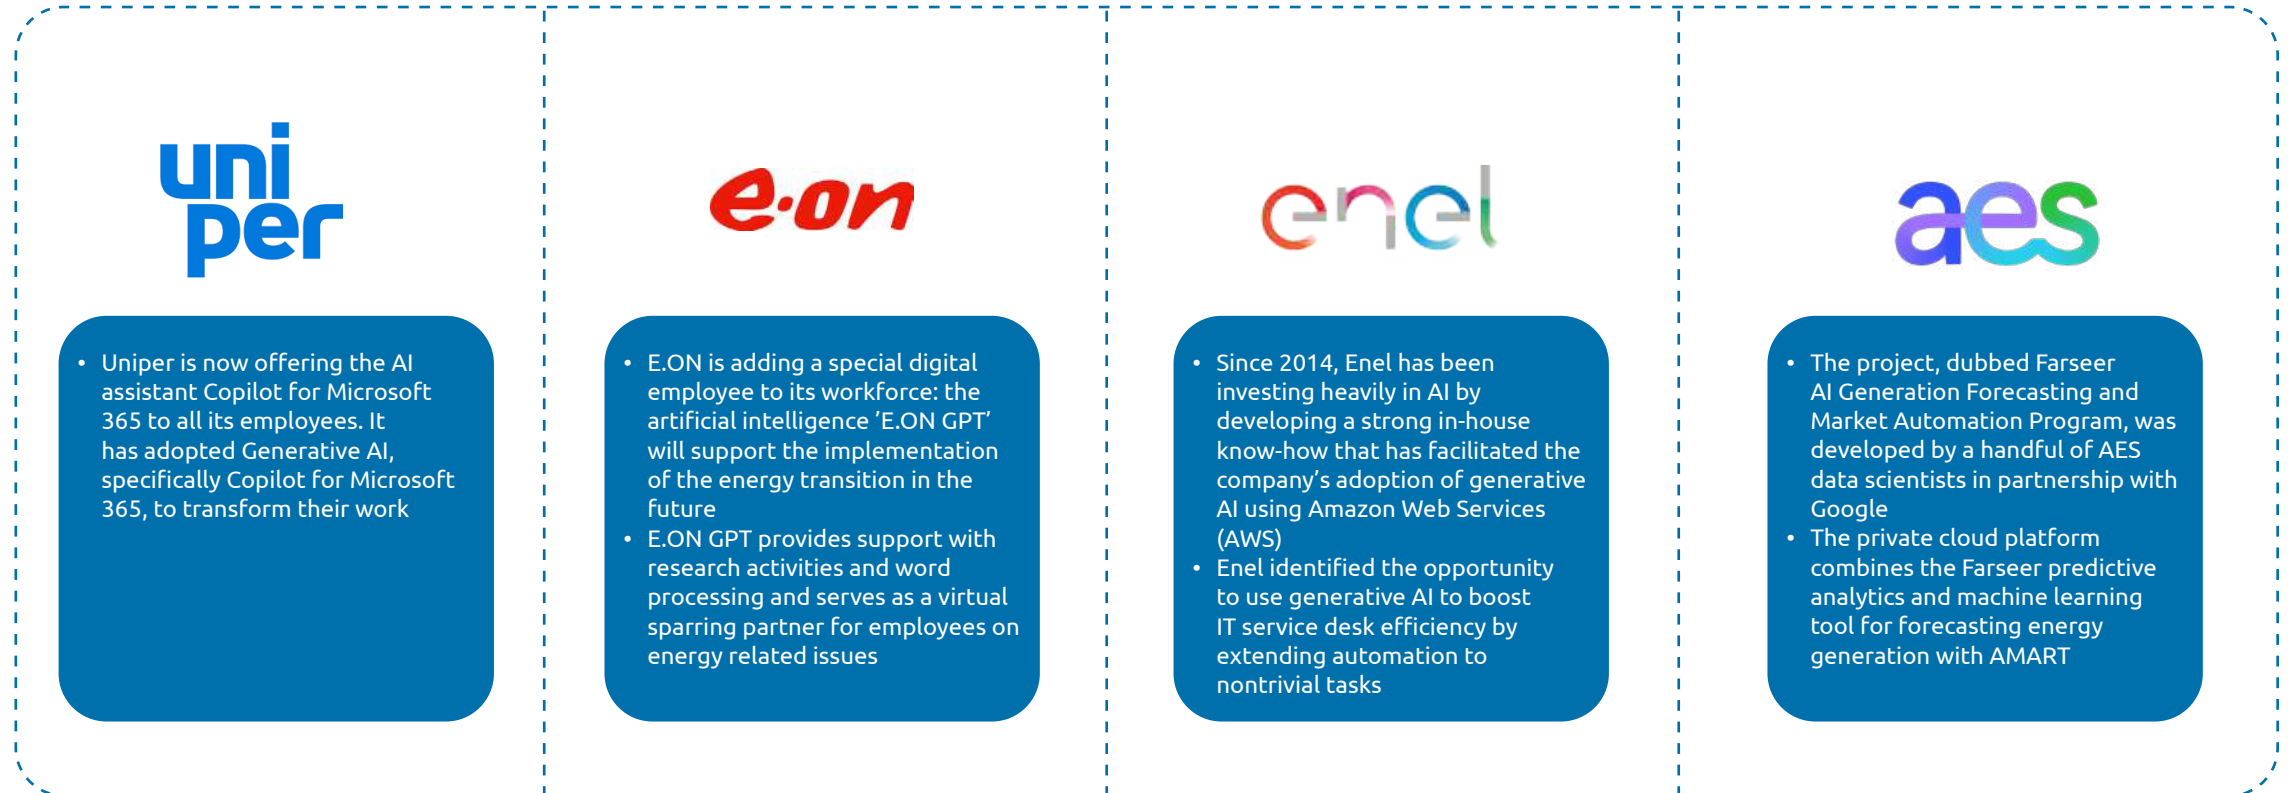 uni
per
• Uniper is now offering the AI
assistant Copilot for Microsoft
365 to all its employees. It
has adopted Generative AI,
specifically Copilot for Microsoft
365, to transform their work
e·on
• E.ON is adding a special digital
employee to its workforce: the
artificial intelligence ’E.ON GPT’
will support the implementation
of the energy transition in the
future
• E.ON GPT provides support with
research activities and word
processing and serves as a virtual
sparring partner for employees on
energy related issues
enel
• Since 2014, Enel has been
investing heavily in AI by
developing a strong in-house
know-how that has facilitated the
company’s adoption of generative
AI using Amazon Web Services
(AWS)
• Enel identified the opportunity
to use generative AI to boost
IT service desk efficiency by
extending automation to
nontrivial tasks
aes
• The project, dubbed Farseer
AI Generation Forecasting and
Market Automation Program, was
developed by a handful of AES
data scientists in partnership with
Google
• The private cloud platform
combines the Farseer predictive
analytics and machine learning
tool for forecasting energy
generation with AMART